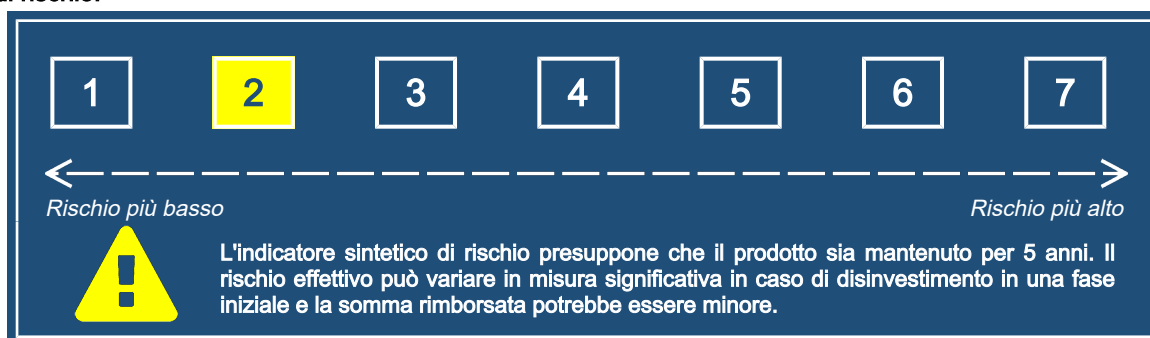 di rischio:
1 2 3 4 5 6 7
Rischio più basso Rischio più alto
L'indicatore sintetico di rischio presuppone che il prodotto sia mantenuto per 5 anni. Il
rischio effettivo può variare in misura significativa in caso di disinvestimento in una fase
iniziale e la somma rimborsata potrebbe essere minore.